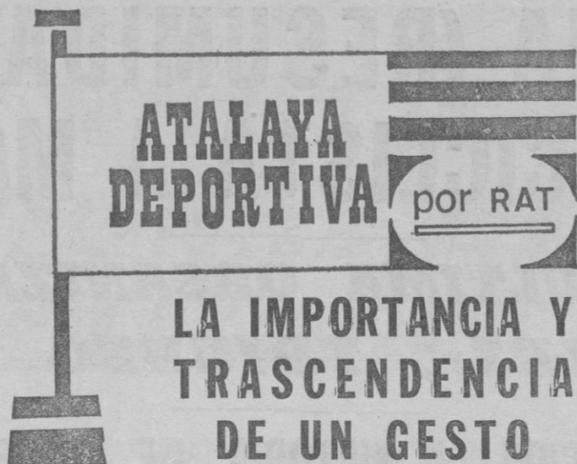 ATALAYA
DEPORTIVA
por RAT
LA IMPORTANCIA Y
TRASCENDENCIA
DE UN GESTO